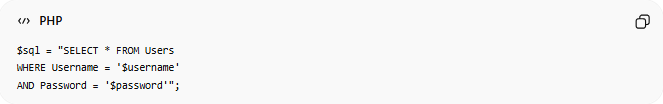 PHP
$sql = "SELECT * FROM Users
WHERE Username = '$username'
AND Password = '$password'";